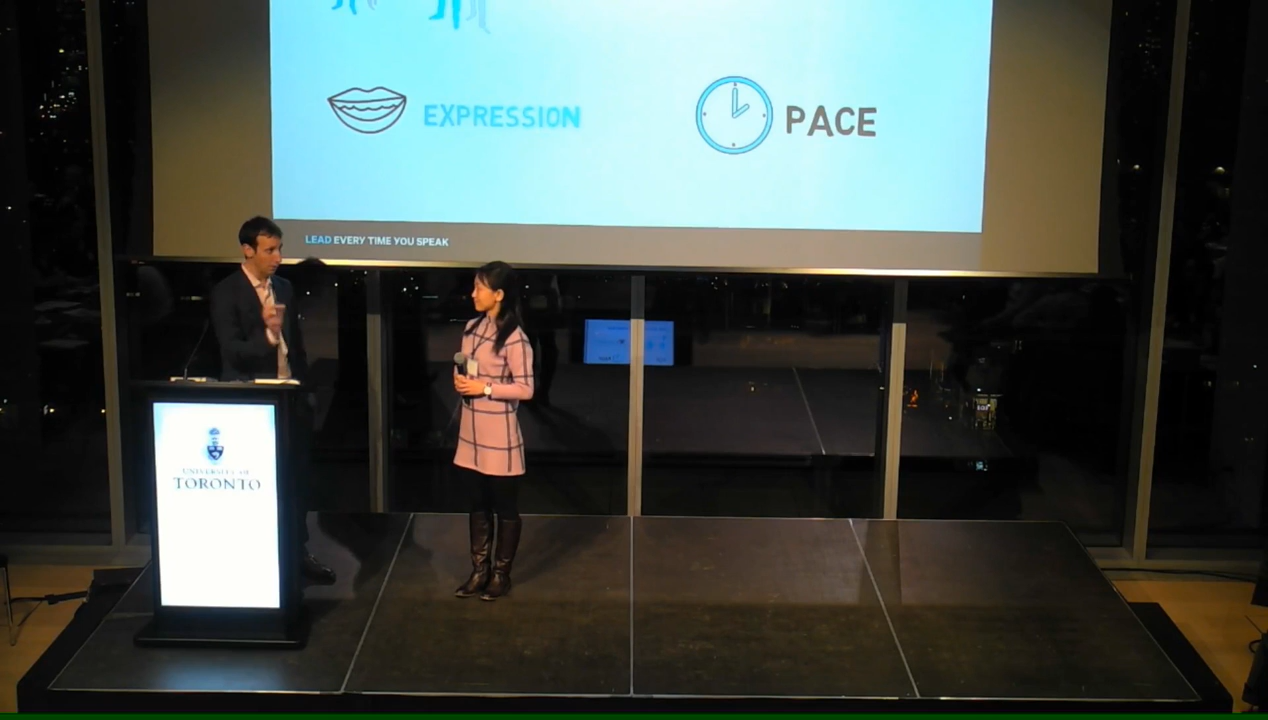 EXPRESSION
PACE
LEAD EVERY TIME YOU SPEAK
UNIVERSITY OF
TORONTO